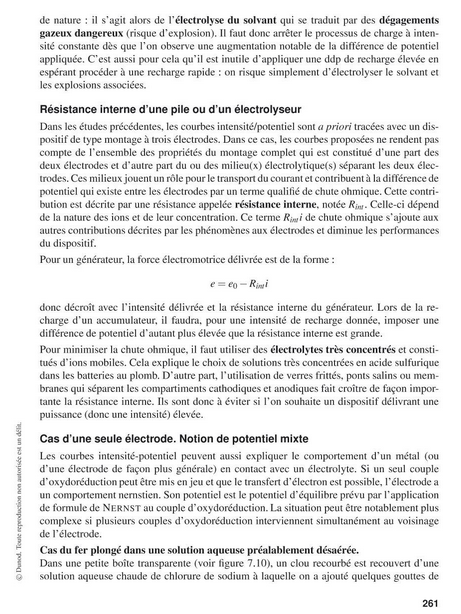 de nature : il s'agit alors de l'électrolyse du solvant qui se traduit par des dégagements
gazeux dangereux (risque d'explosion). Il faut donc arrêter le processus de charge à inten-
sité constante dès que l'on observe une augmentation notable de la différence de potentiel
appliquée. C'est aussi pour cela qu'il est inutile d'appliquer une ddp de recharge élevée en
espérant procéder à une recharge rapide : on risque simplement d'électrolyser le solvant et
les explosions associées.
Résistance interne d'une pile ou d'un électrolyseur
Dans les études précédentes, les courbes intensité/potentiel sont a priori tracées avec un dis-
positif de type montage à trois électrodes. Dans ce cas, les courbes proposées ne rendent pas
compte de l'ensemble des propriétés du montage complet qui est constitué d'une part des
deux électrodes et d'autre part du ou des milieu(x) électrolytique(s) séparant les deux élec-
trodes. Ces milieux jouent un rôle pour le transport du courant et contribuent à la différence de
potentiel qui existe entre les électrodes par un terme qualifié de chute ohmique. Cette contri-
bution est décrite par une résistance appelée résistance interne, notée Rint. Celle-ci dépend
de la nature des ions et de leur concentration. Ce terme Rint i de chute ohmique s'ajoute aux
autres contributions décrites par les phénomènes aux électrodes et diminue les performances
du dispositif.
Pour un générateur, la force électromotrice délivrée est de la forme :
e = e0 − Rint i
donc décroît avec l'intensité délivrée et la résistance interne du générateur. Lors de la re-
charge d'un accumulateur, il faudra, pour une intensité de recharge donnée, imposer une
différence de potentiel d'autant plus élevée que la résistance interne est grande.
Pour minimiser la chute ohmique, il faut utiliser des électrolytes très concentrés et consti-
tués d'ions mobiles. Cela explique le choix de solutions très concentrées en acide sulfurique
dans les batteries au plomb. D'autre part, l'utilisation de verres frittés, ponts salins ou mem-
branes qui séparent les compartiments cathodiques et anodiques fait croître de façon impor-
tante la résistance interne. Ils sont donc à éviter si l'on souhaite un dispositif délivrant une
puissance (donc une intensité) élevée.
Cas d'une seule électrode. Notion de potentiel mixte
Les courbes intensité-potentiel peuvent aussi expliquer le comportement d'un métal (ou
d'une électrode de façon plus générale) en contact avec un électrolyte. Si un seul couple
d'oxydoréduction peut être mis en jeu et que le transfert d'électron est possible, l'électrode a
un comportement nernstien. Son potentiel est le potentiel d'équilibre prévu par l'application
de formule de NERNST au couple d'oxydoréduction. La situation peut être notablement plus
complexe si plusieurs couples d'oxydoréduction interviennent simultanément au voisinage
de l'électrode.
Cas du fer plongé dans une solution aqueuse préalablement désaérée.
Dans une petite boîte transparente (voir figure 7.10), un clou recourbé est recouvert d'une
solution aqueuse chaude de chlorure de sodium à laquelle on a ajouté quelques gouttes de
© Dunod. Toute reproduction non autorisée est un délit.
261